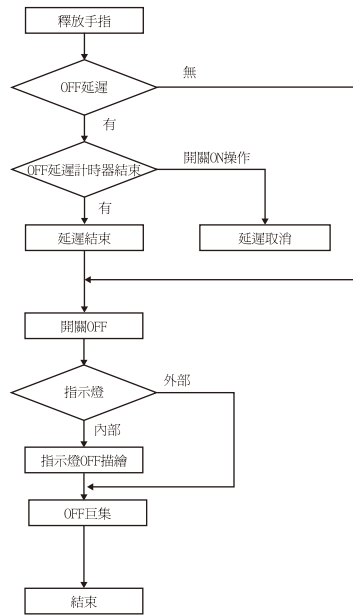 釋放手指
OFF延遲
無
有
OFF延遲計時器結束
開關ON操作
有
延遲結束
延遲取消
開關OFF
指示燈
外部
內部
指示燈OFF描繪
OFF巨集
結束